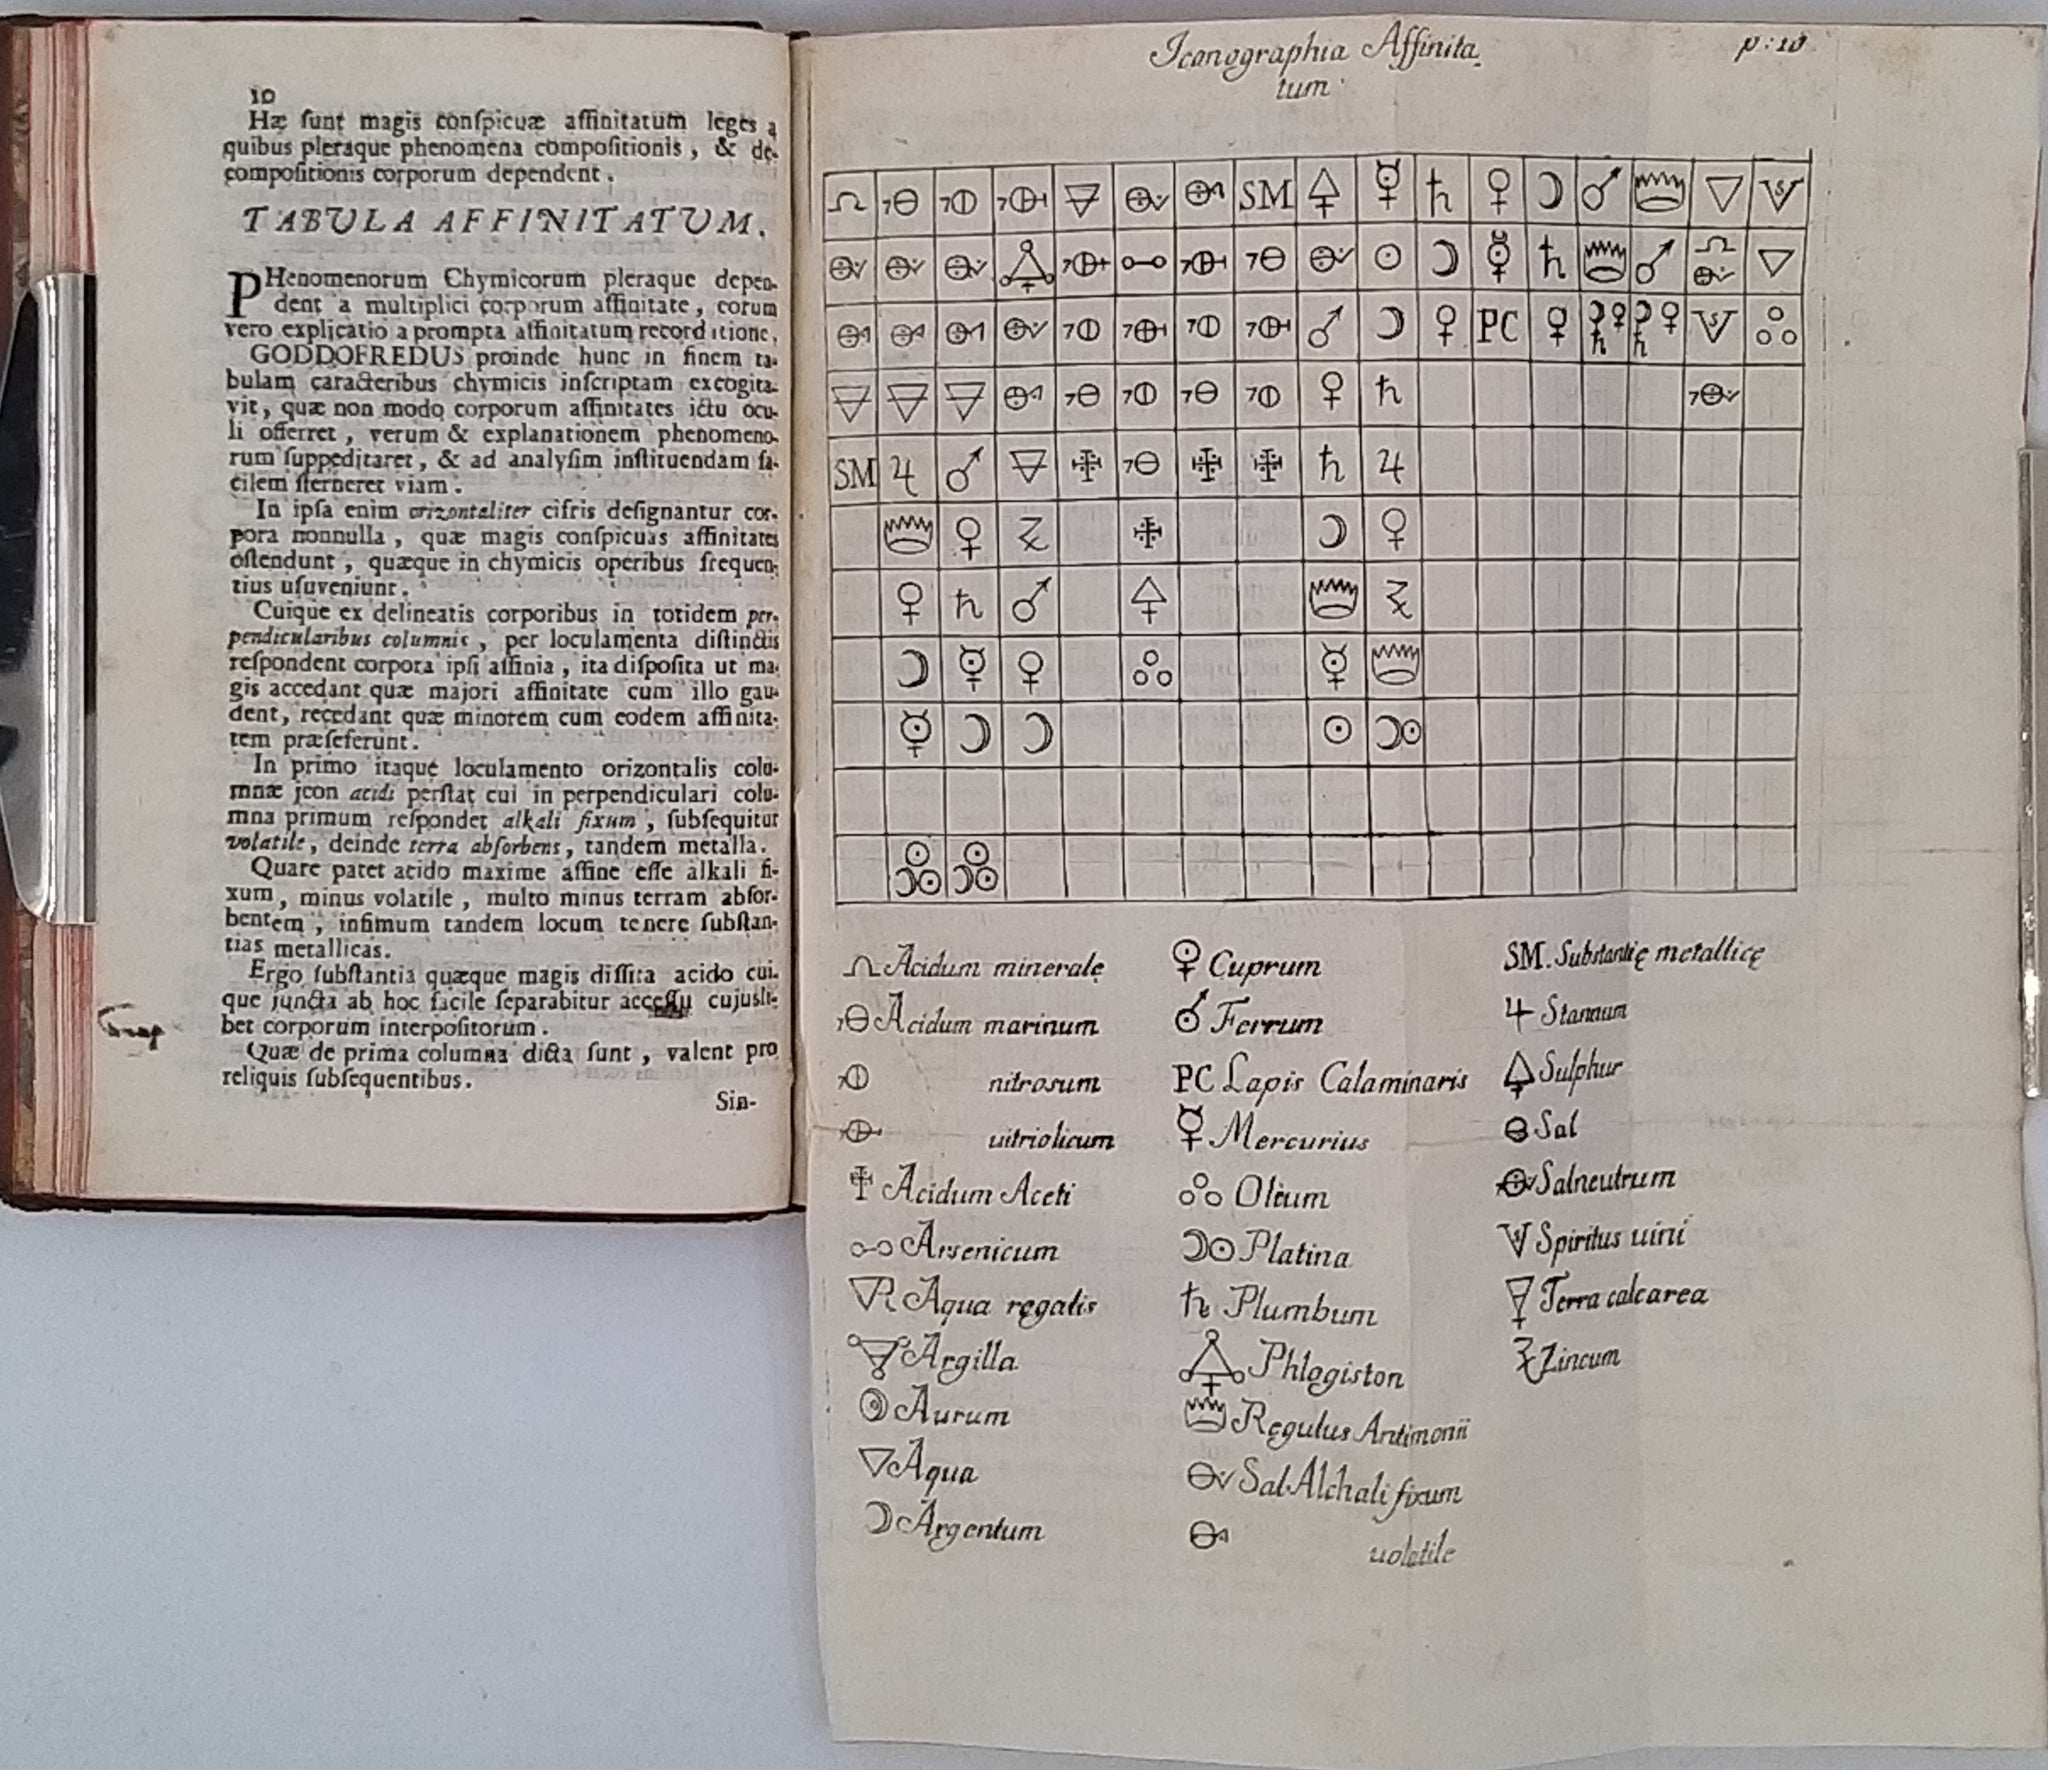 10
Hæ ſunt magis conſpicuæ affinitatum leges a
quibus pleraque phenomena compoſitionis, & de-
compoſitionis corporum dependent.
TABULA AFFINITATUM.
PHenomenorum Chymicorum pleraque depen-
dent a multiplici corporum affinitate, eorum
vero explicatio a prompta affinitatum recorditione,
GODDOFREDUS proinde hunc in finem ta-
bulam caracteribus chymicis inſcriptam excogita-
vit, quæ non modo corporum affinitates ictu ocu-
li offerret, verum & explanationem phenomeno-
rum ſuppeditaret, & ad analyſim inſtituendam fa-
cilem ſterneret viam.
In ipſa enim orizontaliter cifris deſignantur cor-
pora nonnulla, quæ magis conſpicuas affinitates
oſtendunt, quæque in chymicis operibus frequen-
tius uſuveniunt.
Cuique ex delineatis corporibus in totidem per-
pendicularibus columnis, per loculamenta diſtinctis
reſpondent corpora ipſi affinia, ita diſpoſita ut ma-
gis accedant quæ majori affinitate cum illo gau-
dent, recedant quæ minorem cum eodem affinita-
tem præſeferunt.
In primo itaque loculamento orizontalis colu-
mnæ jcon acidi perſtat cui in perpendiculari colu-
mna primum reſpondet alkali fixum, ſubſequitur
volatile, deinde terra abſorbens, tandem metalla.
Quare patet acido maxime affine eſſe alkali fi-
xum, minus volatile, multo minus terram abſor-
bentem, infimum tandem locum tenere ſubſtan-
tias metallicas.
Ergo ſubſtantia quæque magis diſſita acido cui-
que juncta ab hoc facile ſeparabitur acceſſu cujusli-
bet corporum interpoſitorum.
Quæ de prima columna dicta ſunt, valent pro
reliquis ſubſequentibus.
Sin-
Iconographia Affinita-
tum
p: 10
SM ☿ ♄ ♀ ☽ ♂
☉ ☽ ☿ ♄ ♂
♂ ☽ ♀ PC ♀ ☽♀♄ ☽♀♄
♀ ♄
SM ♃ ♂ ♄ ♃
♀ ☽ ♀
♀ ♄ ♂
☽ ☿ ♀ ☿
☿ ☽ ☽ ☉ ☽☉
☉☽☉ ☉☽☉
Acidum minerale
Acidum marinum
nitrosum
uitriolicum
Acidum Aceti
Arsenicum
Aqua regalis
Argilla
Aurum
Aqua
☽ Argentum
♀ Cuprum
♂ Ferrum
PC Lapis Calaminaris
☿ Mercurius
Oleum
☽☉ Platina
♄ Plumbum
Phlogiston
Regulus Antimonii
Sal Alchali fixum
uolatile
SM. Substantię metallicę
♃ Stannum
Sulphur
Sal
Salneutrum
Spiritus uini
Terra calcarea
Zincum